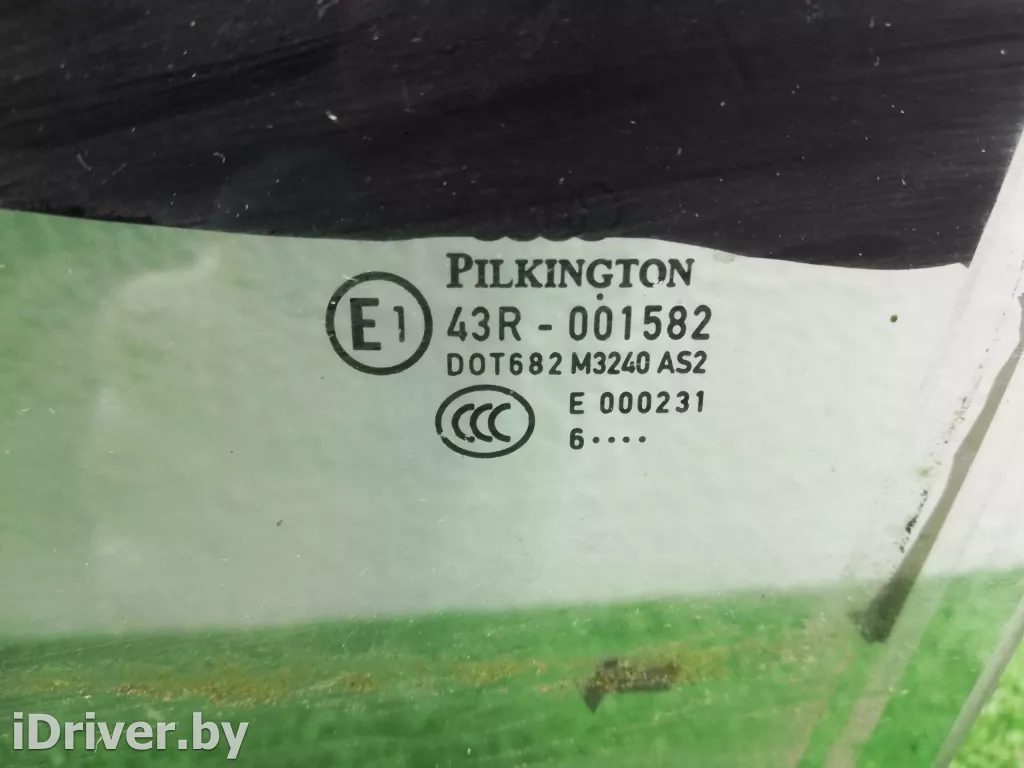 PILKINGTON
E1 43R - 001582
DOT682 M3240 AS2
CCC E 000231
6····
iDriver.by